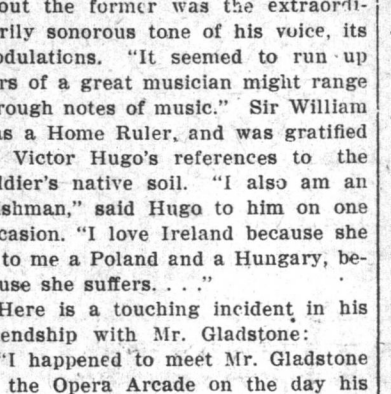 out the former was the extraordi-
rily sonorous tone of his voice, its
odulations. "It seemed to run up
rs of a great musician might range
rough notes of music." Sir William
as a Home Ruler, and was gratified
Victor Hugo's references to the
ldier's native soil. "I also am an
shman," said Hugo to him on one
casion. "I love Ireland because she
to me a Poland and a Hungary, be-
use she suffers. . . ."
Here is a touching incident in his
endship with Mr. Gladstone:
"I happened to meet Mr. Gladstone
the Opera Arcade on the day his